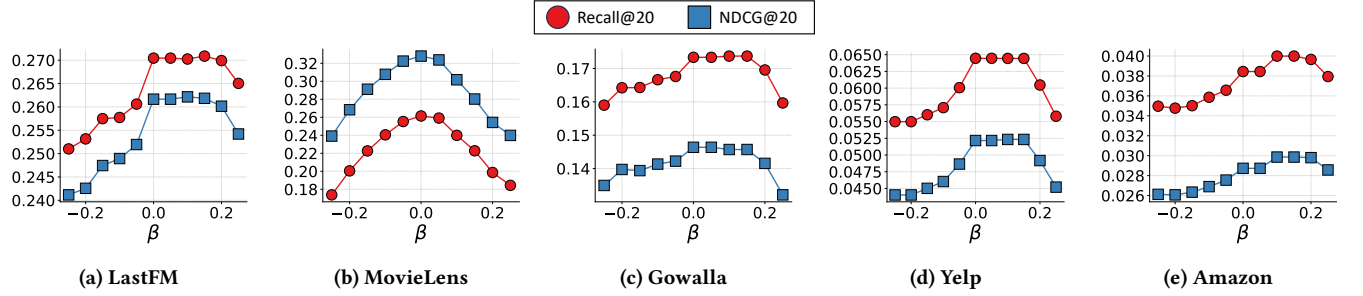 Recall@20 NDCG@20
0.270
0.265
0.260
0.255
0.250
0.245
0.240
−0.2 0.0 0.2
β
(a) LastFM
0.32
0.30
0.28
0.26
0.24
0.22
0.20
0.18
−0.2 0.0 0.2
β
(b) MovieLens
0.17
0.16
0.15
0.14
−0.2 0.0 0.2
β
(c) Gowalla
0.0650
0.0625
0.0600
0.0575
0.0550
0.0525
0.0500
0.0475
0.0450
−0.2 0.0 0.2
β
(d) Yelp
0.040
0.038
0.036
0.034
0.032
0.030
0.028
0.026
−0.2 0.0 0.2
β
(e) Amazon